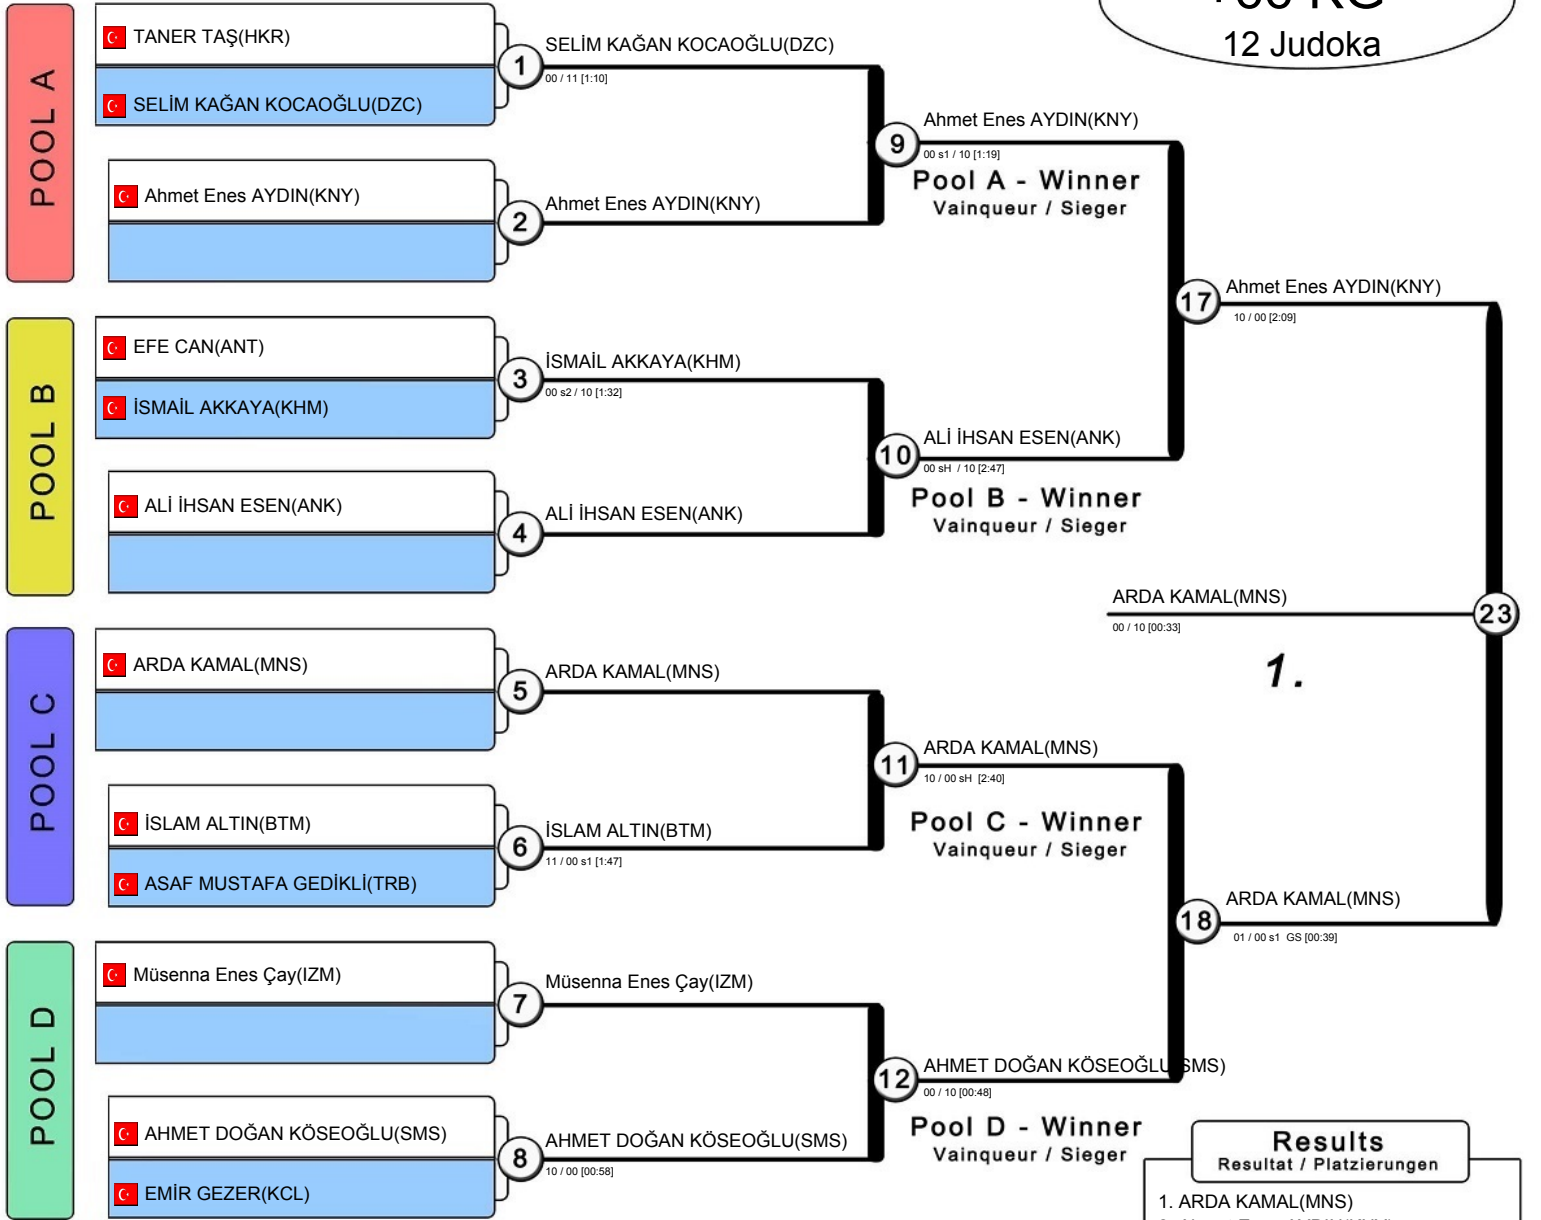 12 Judoka
POOL A
TANER TAŞ(HKR)
SELİM KAĞAN KOCAOĞLU(DZC)
Ahmet Enes AYDIN(KNY)
1
SELİM KAĞAN KOCAOĞLU(DZC)
00 / 11 [1:10]
2
Ahmet Enes AYDIN(KNY)
9
Ahmet Enes AYDIN(KNY)
00 s1 / 10 [1:19]
Pool A - Winner
Vainqueur / Sieger
POOL B
EFE CAN(ANT)
İSMAİL AKKAYA(KHM)
ALİ İHSAN ESEN(ANK)
3
İSMAİL AKKAYA(KHM)
00 s2 / 10 [1:32]
4
ALİ İHSAN ESEN(ANK)
10
ALİ İHSAN ESEN(ANK)
00 sH / 10 [2:47]
Pool B - Winner
Vainqueur / Sieger
17
Ahmet Enes AYDIN(KNY)
10 / 00 [2:09]
POOL C
ARDA KAMAL(MNS)
İSLAM ALTIN(BTM)
ASAF MUSTAFA GEDİKLİ(TRB)
5
ARDA KAMAL(MNS)
6
İSLAM ALTIN(BTM)
11 / 00 s1 [1:47]
11
ARDA KAMAL(MNS)
10 / 00 sH [2:40]
Pool C - Winner
Vainqueur / Sieger
POOL D
Müsenna Enes Çay(IZM)
AHMET DOĞAN KÖSEOĞLU(SMS)
EMİR GEZER(KCL)
7
Müsenna Enes Çay(IZM)
8
AHMET DOĞAN KÖSEOĞLU(SMS)
10 / 00 [00:58]
12
AHMET DOĞAN KÖSEOĞLU(SMS)
00 / 10 [00:48]
Pool D - Winner
Vainqueur / Sieger
18
ARDA KAMAL(MNS)
01 / 00 s1 GS [00:39]
23
ARDA KAMAL(MNS)
00 / 10 [00:33]
1.
Results
Resultat / Platzierungen
1. ARDA KAMAL(MNS)